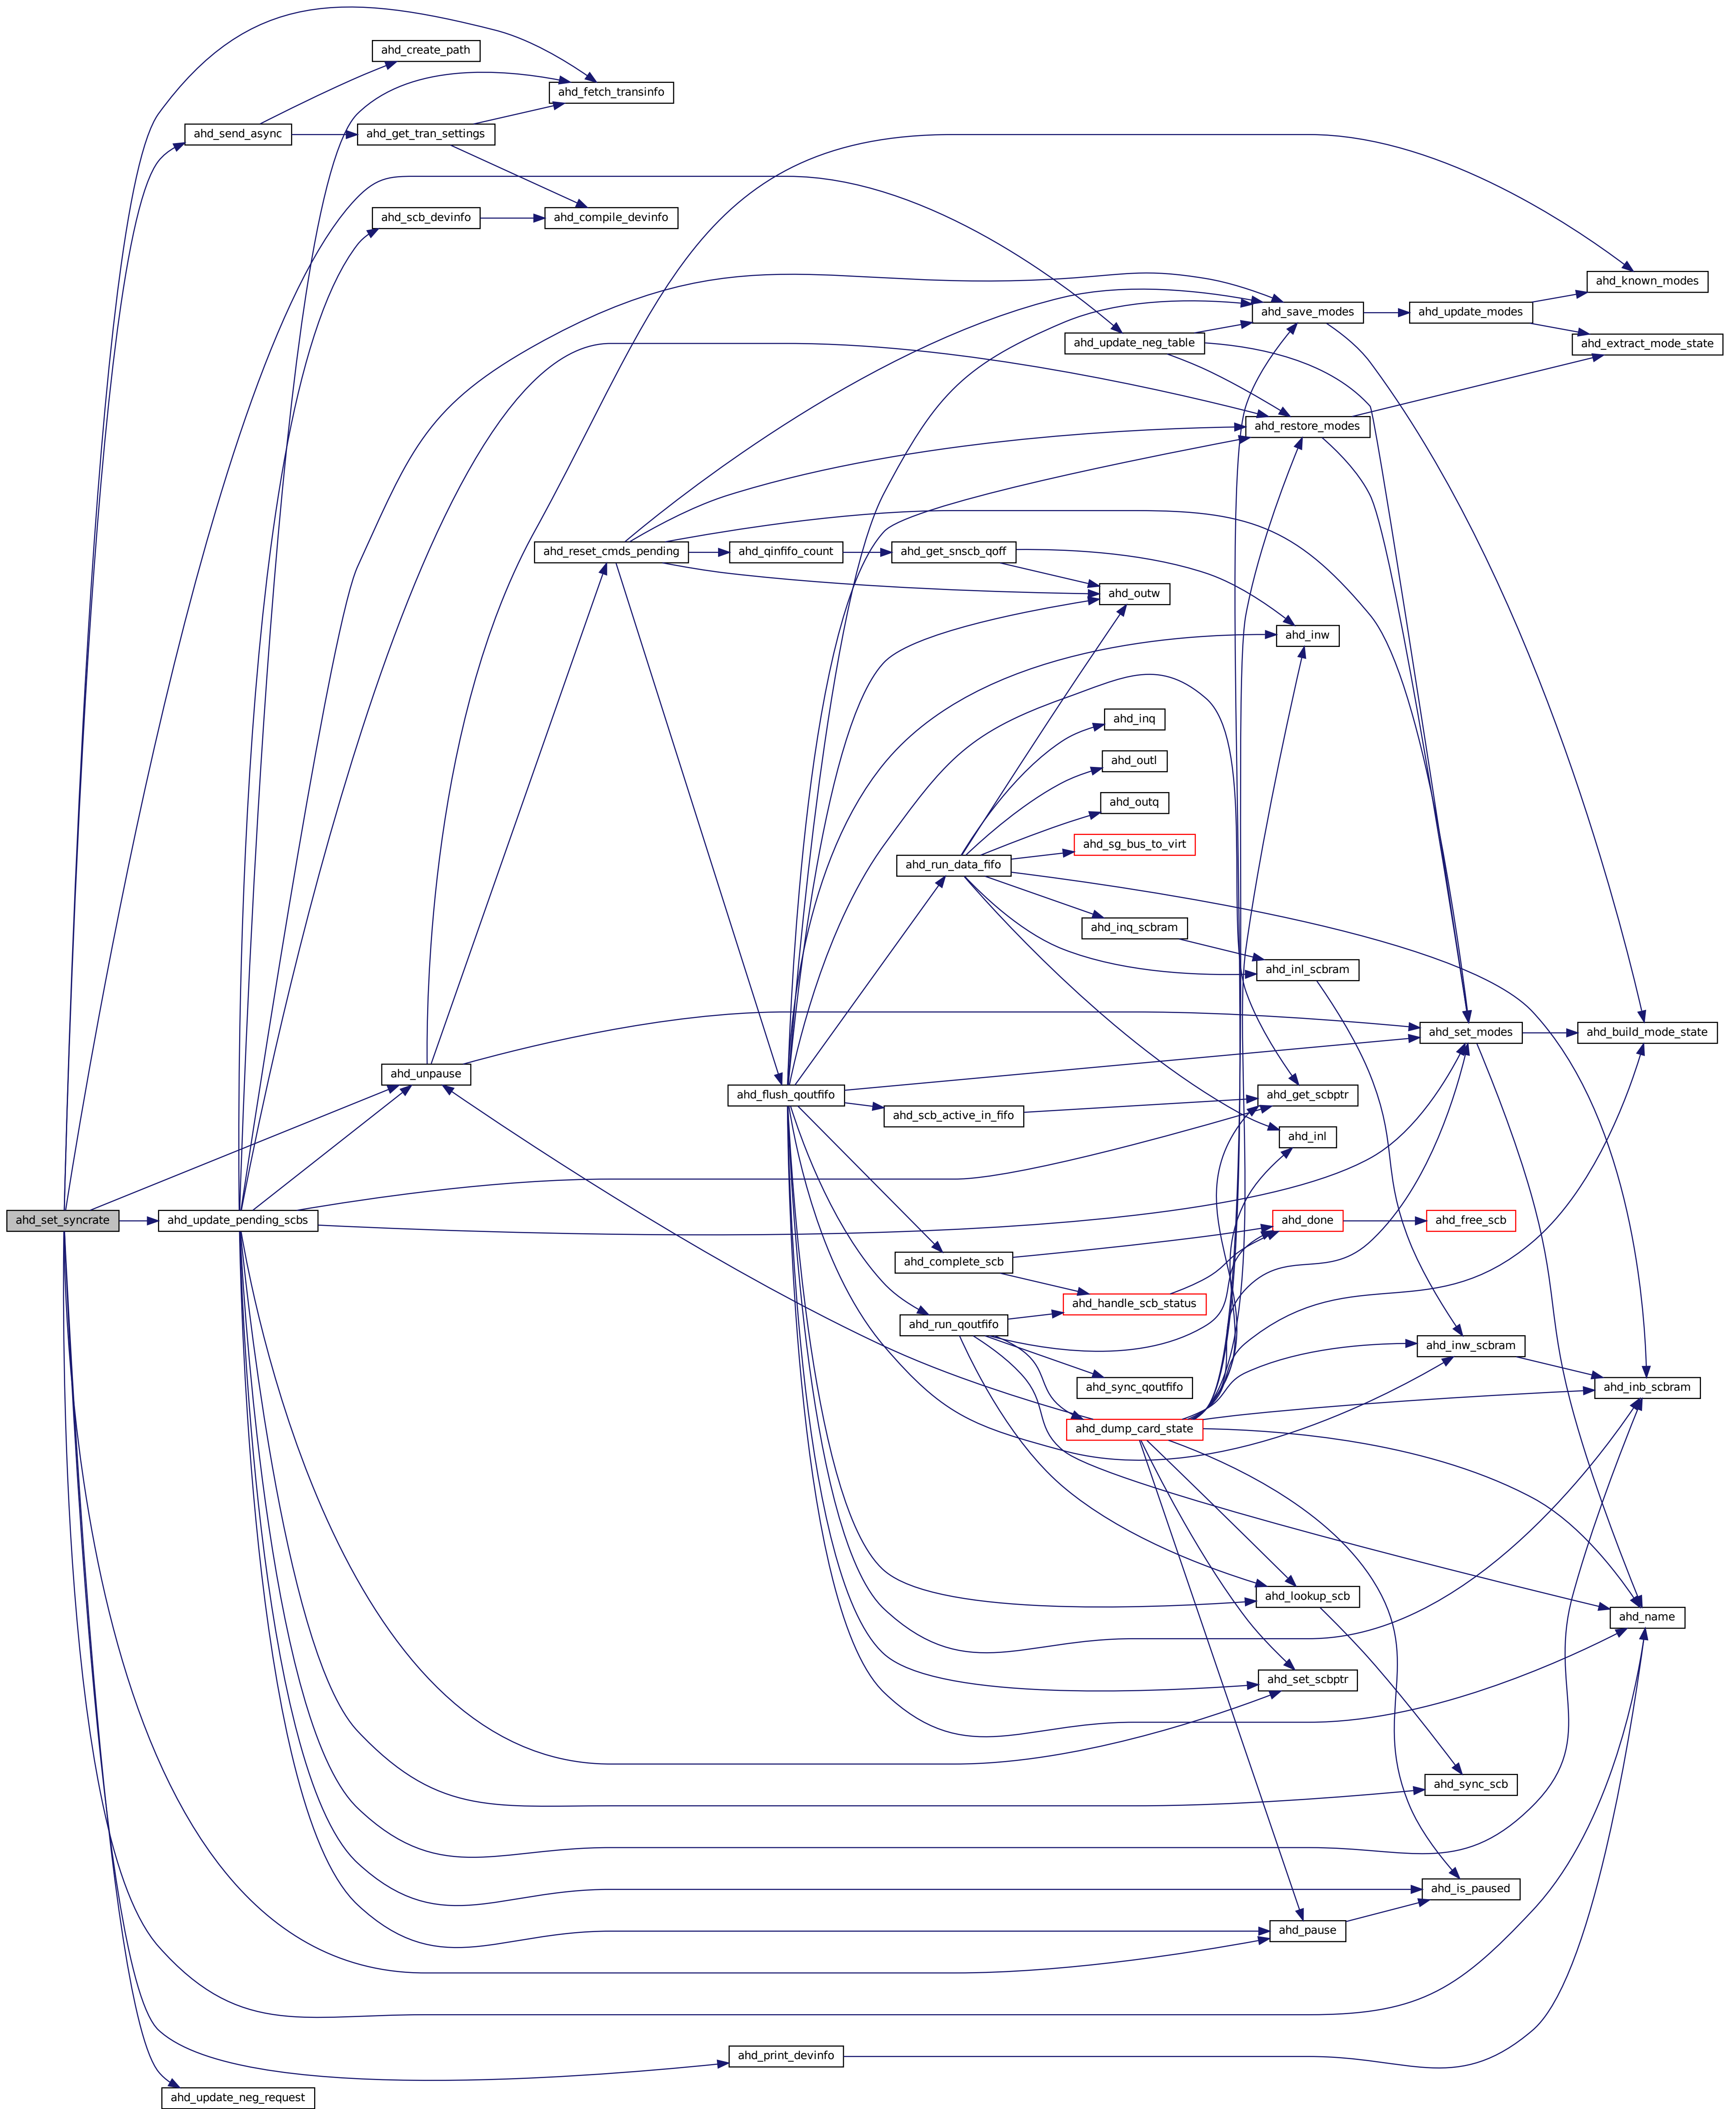 ahd_create_path
ahd_fetch_transinfo
ahd_send_async
ahd_get_tran_settings
ahd_scb_devinfo
ahd_compile_devinfo
ahd_known_modes
ahd_save_modes
ahd_update_modes
ahd_update_neg_table
ahd_extract_mode_state
ahd_restore_modes
ahd_reset_cmds_pending
ahd_qinfifo_count
ahd_get_snscb_qoff
ahd_outw
ahd_inw
ahd_inq
ahd_outl
ahd_outq
ahd_sg_bus_to_virt
ahd_run_data_fifo
ahd_inq_scbram
ahd_inl_scbram
ahd_set_modes
ahd_build_mode_state
ahd_unpause
ahd_flush_qoutfifo
ahd_get_scbptr
ahd_scb_active_in_fifo
ahd_inl
ahd_set_syncrate
ahd_update_pending_scbs
ahd_done
ahd_free_scb
ahd_complete_scb
ahd_handle_scb_status
ahd_run_qoutfifo
ahd_inw_scbram
ahd_sync_qoutfifo
ahd_inb_scbram
ahd_dump_card_state
ahd_lookup_scb
ahd_name
ahd_set_scbptr
ahd_sync_scb
ahd_is_paused
ahd_pause
ahd_print_devinfo
ahd_update_neg_request